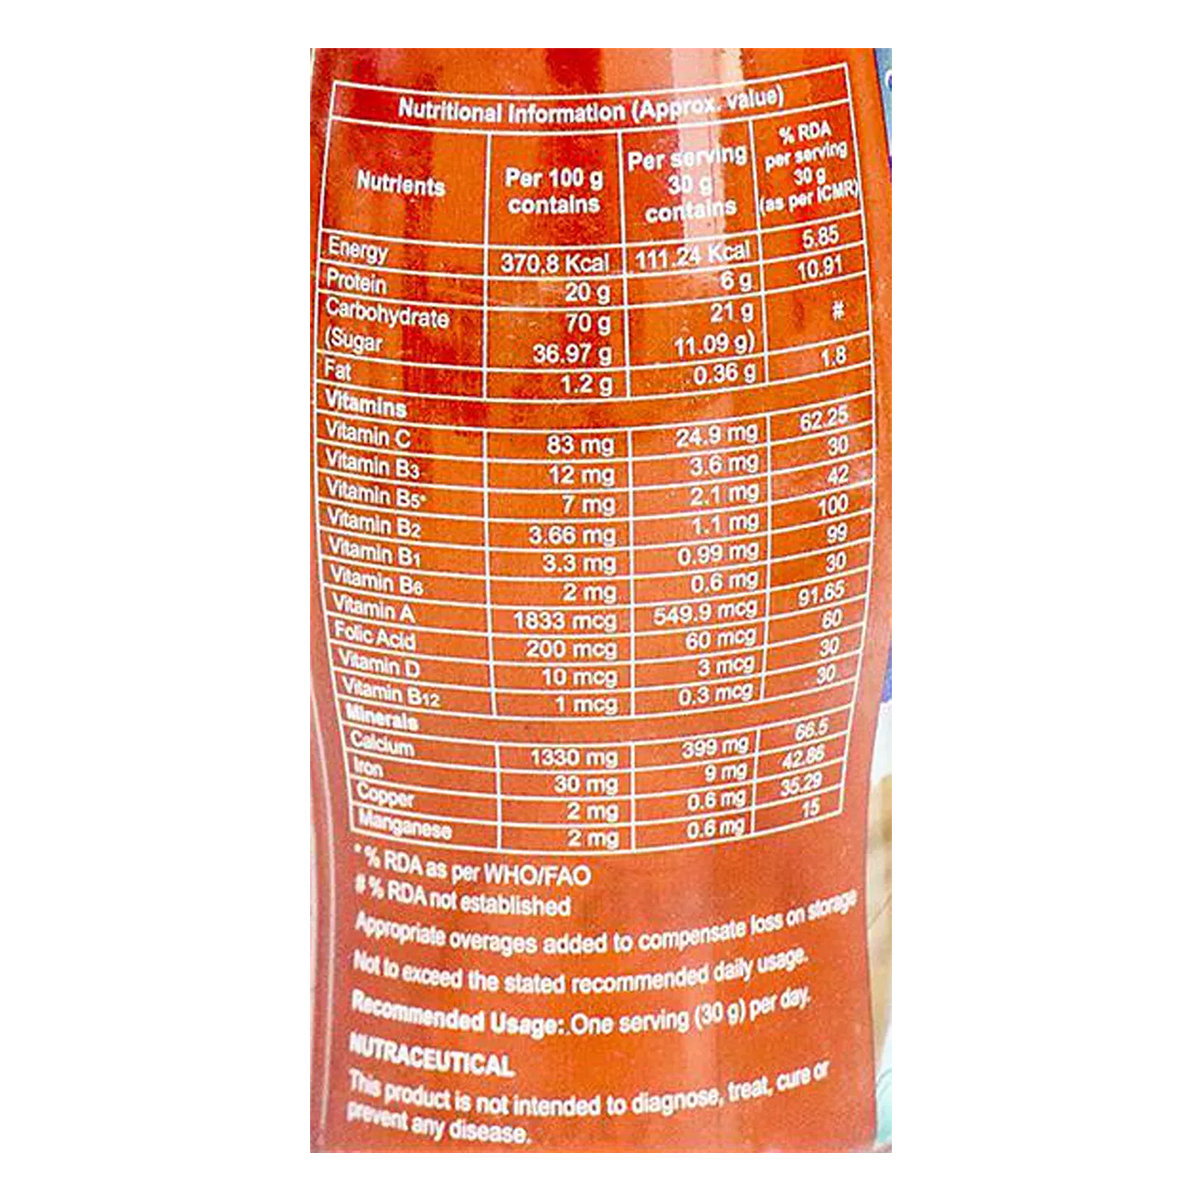 Nutritional Information (Approx. value)
Nutrients Per 100 g contains Per serving 30 g contains % RDA per serving 30 g (as per ICMR)
Energy 370.8 Kcal 111.24 Kcal 5.85
Protein 20 g 6 g 10.91
Carbohydrate 70 g 21 g #
(Sugar 36.97 g 11.09 g)
Fat 1.2 g 0.36 g 1.8
Vitamins
Vitamin C 83 mg 24.9 mg 62.25
Vitamin B3 12 mg 3.6 mg 30
Vitamin B5* 7 mg 2.1 mg 42
Vitamin B2 3.66 mg 1.1 mg 100
Vitamin B1 3.3 mg 0.99 mg 99
Vitamin B6 2 mg 0.6 mg 30
Vitamin A 1833 mcg 549.9 mcg 91.65
Folic Acid 200 mcg 60 mcg 60
Vitamin D 10 mcg 3 mcg 30
Vitamin B12 1 mcg 0.3 mcg 30
Minerals
Calcium 1330 mg 399 mg 66.5
Iron 30 mg 9 mg 42.86
Copper 2 mg 0.6 mg 35.29
Manganese 2 mg 0.6 mg 15
* % RDA as per WHO/FAO
# % RDA not established
Appropriate overages added to compensate loss on storage
Not to exceed the stated recommended daily usage.
Recommended Usage:.One serving (30 g) per day.
NUTRACEUTICAL
This product is not intended to diagnose, treat, cure or
prevent any disease.